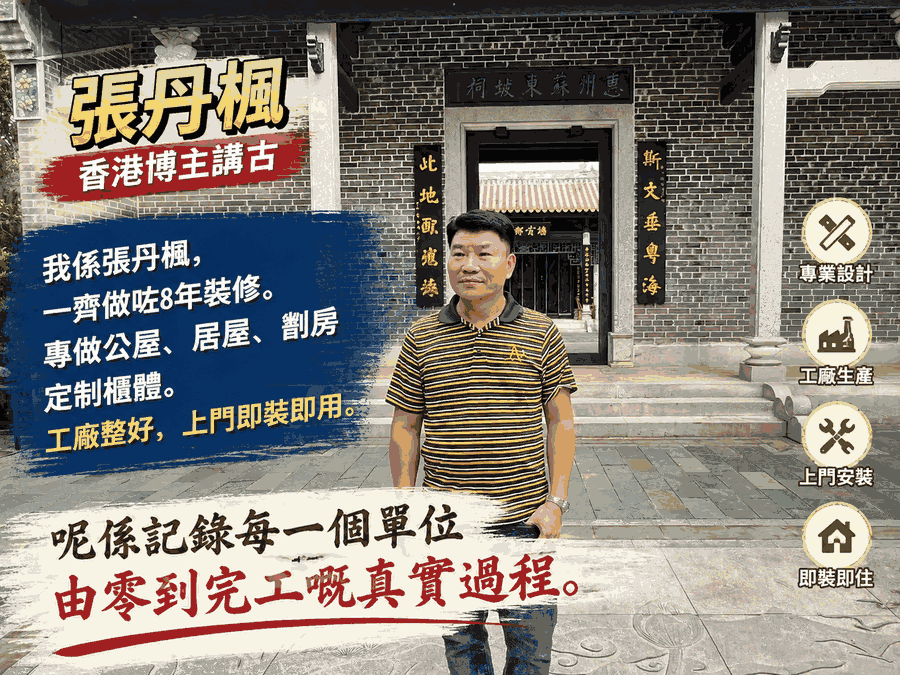 張丹楓
香港博主講古
我係張丹楓，
一齊做咗8年裝修。
專做公屋、居屋、劏房
定制櫃體。
工廠整好，上門即裝即用。
呢係記錄每一個單位
由零到完工嘅真實過程。
專業設計
工廠生產
上門安裝
即裝即住
惠州蘇東坡祠
此地
斯文垂粵海